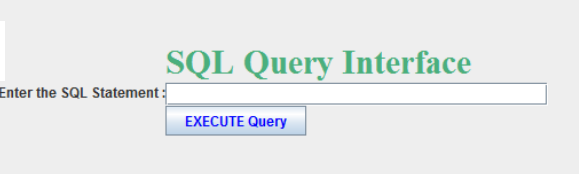 SQL Query Interface
Enter the SQL Statement :
EXECUTE Query